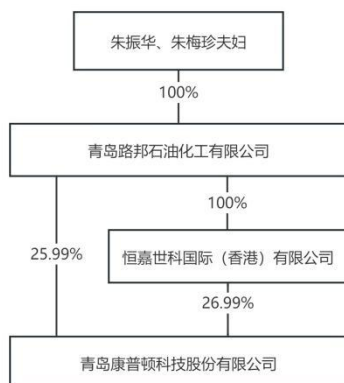 朱振华、朱梅珍夫妇
100%
青岛路邦石油化工有限公司
100%
恒嘉世科国际（香港）有限公司
25.99%
26.99%
青岛康普顿科技股份有限公司